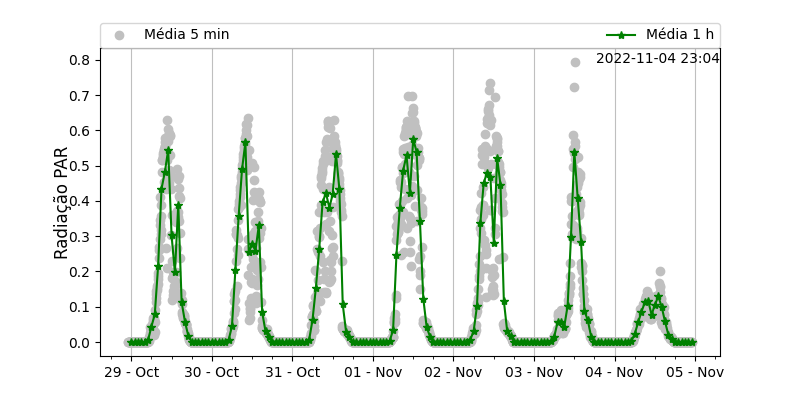 Média 5 min
Média 1 h
2022-11-04 23:04
Radiação PAR
0.8
0.7
0.6
0.5
0.4
0.3
0.2
0.1
0.0
29 - Oct
30 - Oct
31 - Oct
01 - Nov
02 - Nov
03 - Nov
04 - Nov
05 - Nov